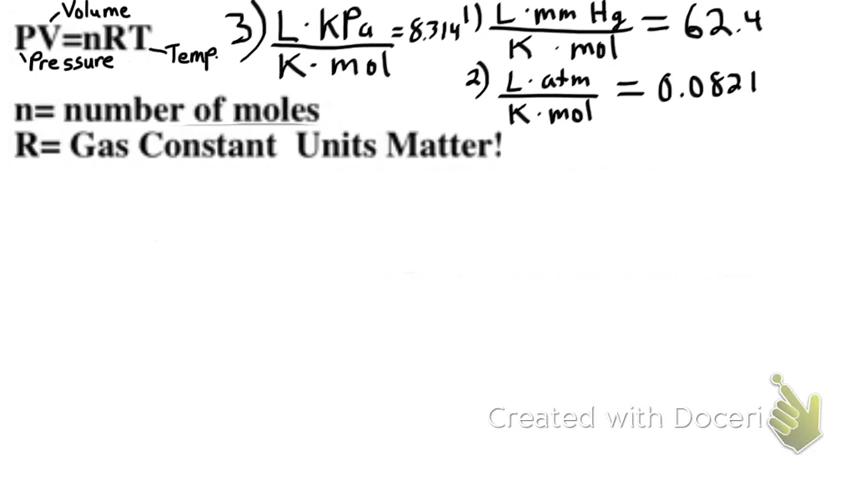 Volume
PV=nRT
Pressure
Temp.
3) L·KPa / K·mol = 8.314
1) L·mm Hg / K·mol = 62.4
2) L·atm / K·mol = 0.0821
n= number of moles
R= Gas Constant Units Matter!
Created with Doceri